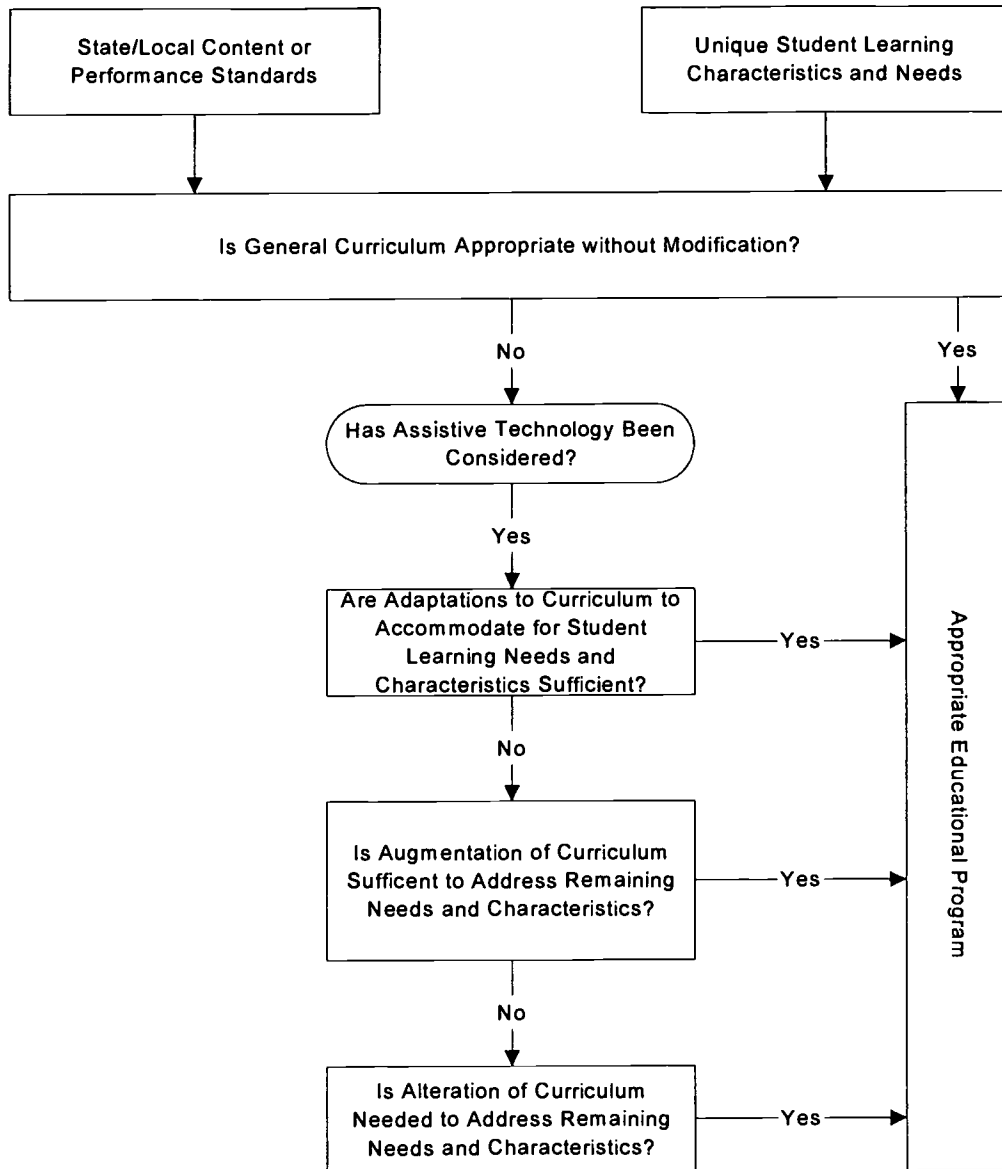 State/Local Content or
Performance Standards
Unique Student Learning
Characteristics and Needs
Is General Curriculum Appropriate without Modification?
No
Yes
Has Assistive Technology Been
Considered?
Yes
Are Adaptations to Curriculum to
Accommodate for Student
Learning Needs and
Characteristics Sufficient?
Yes
No
Is Augmentation of Curriculum
Sufficent to Address Remaining
Needs and Characteristics?
Yes
No
Is Alteration of Curriculum
Needed to Address Remaining
Needs and Characteristics?
Yes
Appropriate Educational Program